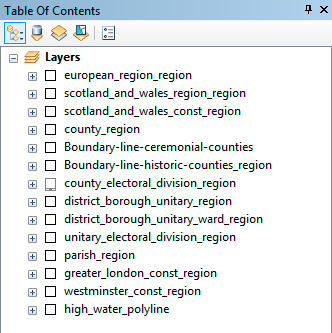 Table Of Contents
Layers
european_region_region
scotland_and_wales_region_region
scotland_and_wales_const_region
county_region
Boundary-line-ceremonial-counties
Boundary-line-historic-counties_region
county_electoral_division_region
district_borough_unitary_region
district_borough_unitary_ward_region
unitary_electoral_division_region
parish_region
greater_london_const_region
westminster_const_region
high_water_polyline